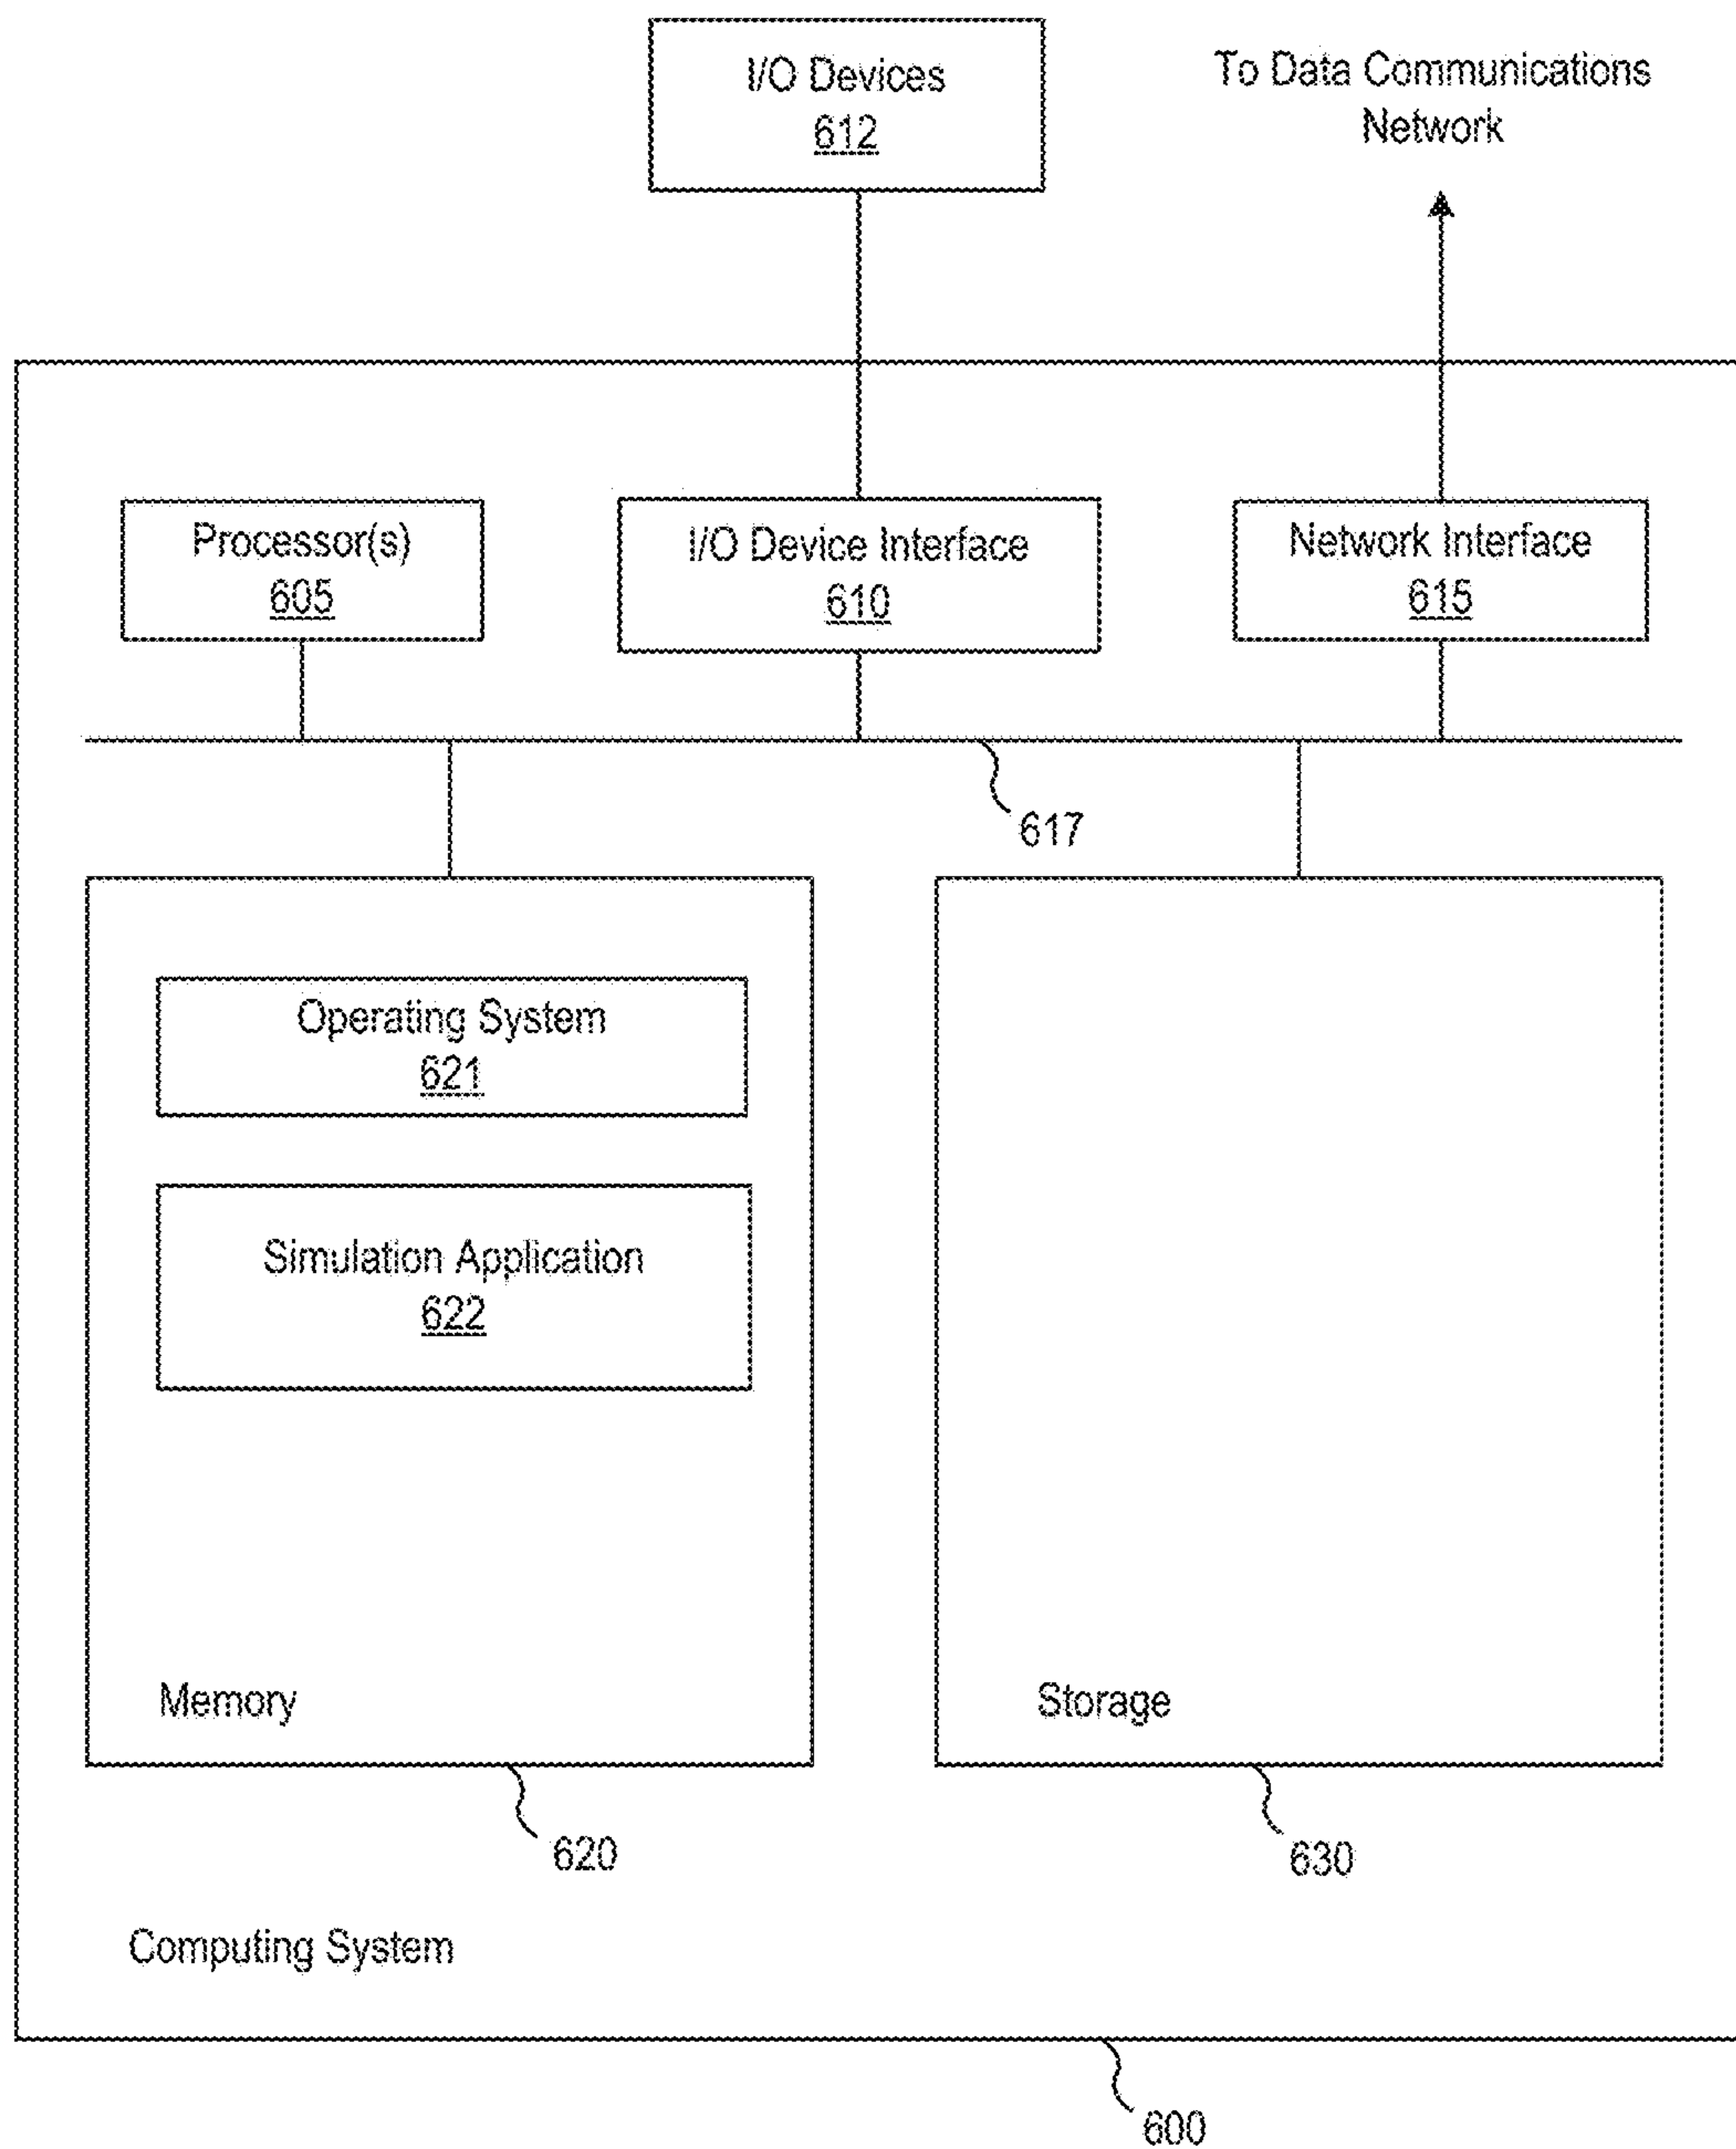 I/O Devices
612
To Data Communications
Network
Processor(s)
605
I/O Device Interface
610
Network Interface
615
617
Operating System
621
Simulation Application
622
Memory
Storage
620
630
Computing System
600